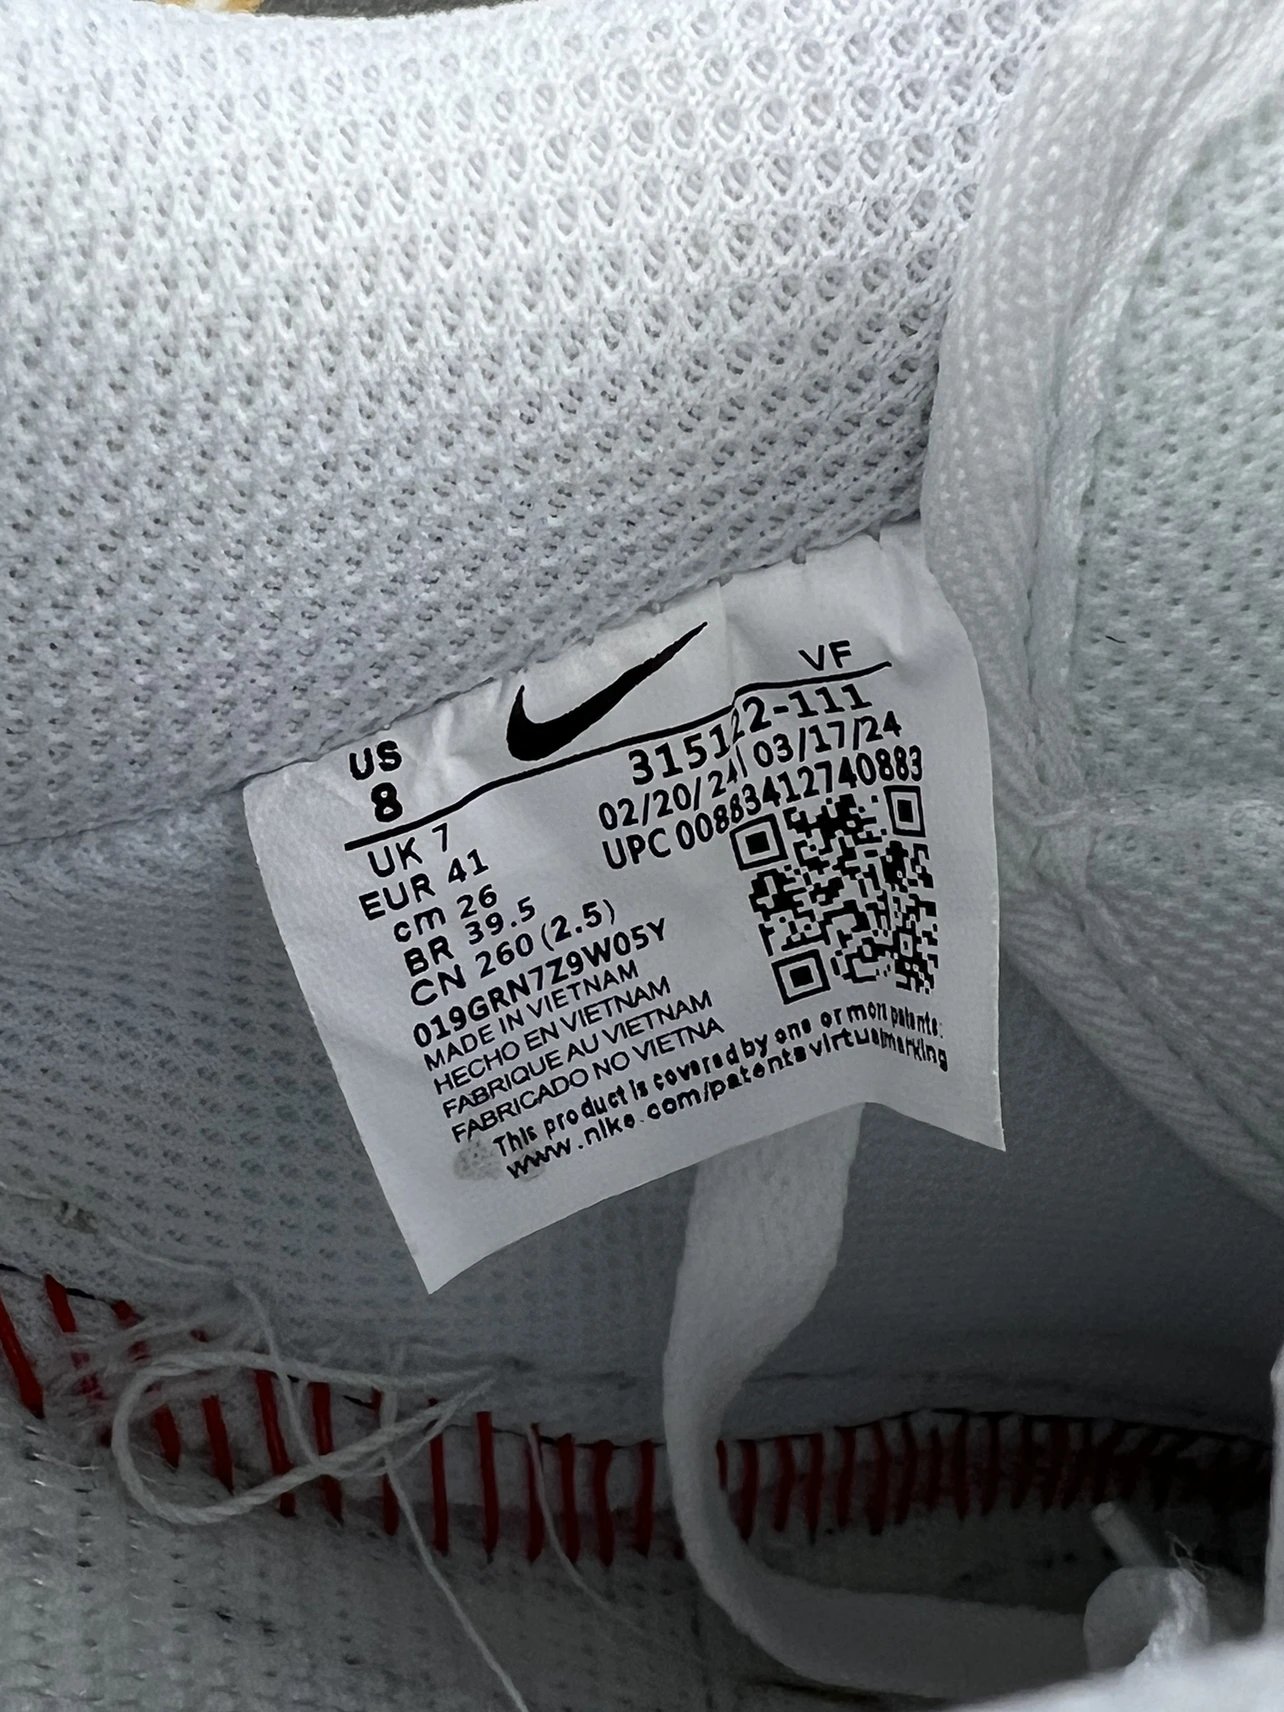 US
8
VF
315122-111
02/20/24 03/17/24
UPC 00883412740883
UK 7
EUR 41
cm 26
BR 39.5
CN 260 (2.5)
019GRN7Z9W05Y
MADE IN VIETNAM
HECHO EN VIETNAM
FABRIQUE AU VIETNAM
FABRICADO NO VIETNA
This product is covered by one or more patents:
www.nike.com/patentsvirtualmarking